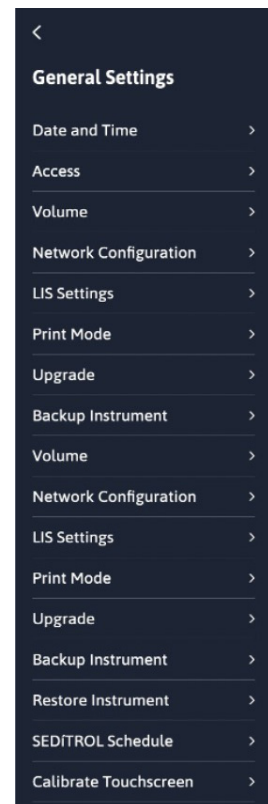 General Settings
Date and Time
Access
Volume
Network Configuration
LIS Settings
Print Mode
Upgrade
Backup Instrument
Volume
Network Configuration
LIS Settings
Print Mode
Upgrade
Backup Instrument
Restore Instrument
SEDíTROL Schedule
Calibrate Touchscreen